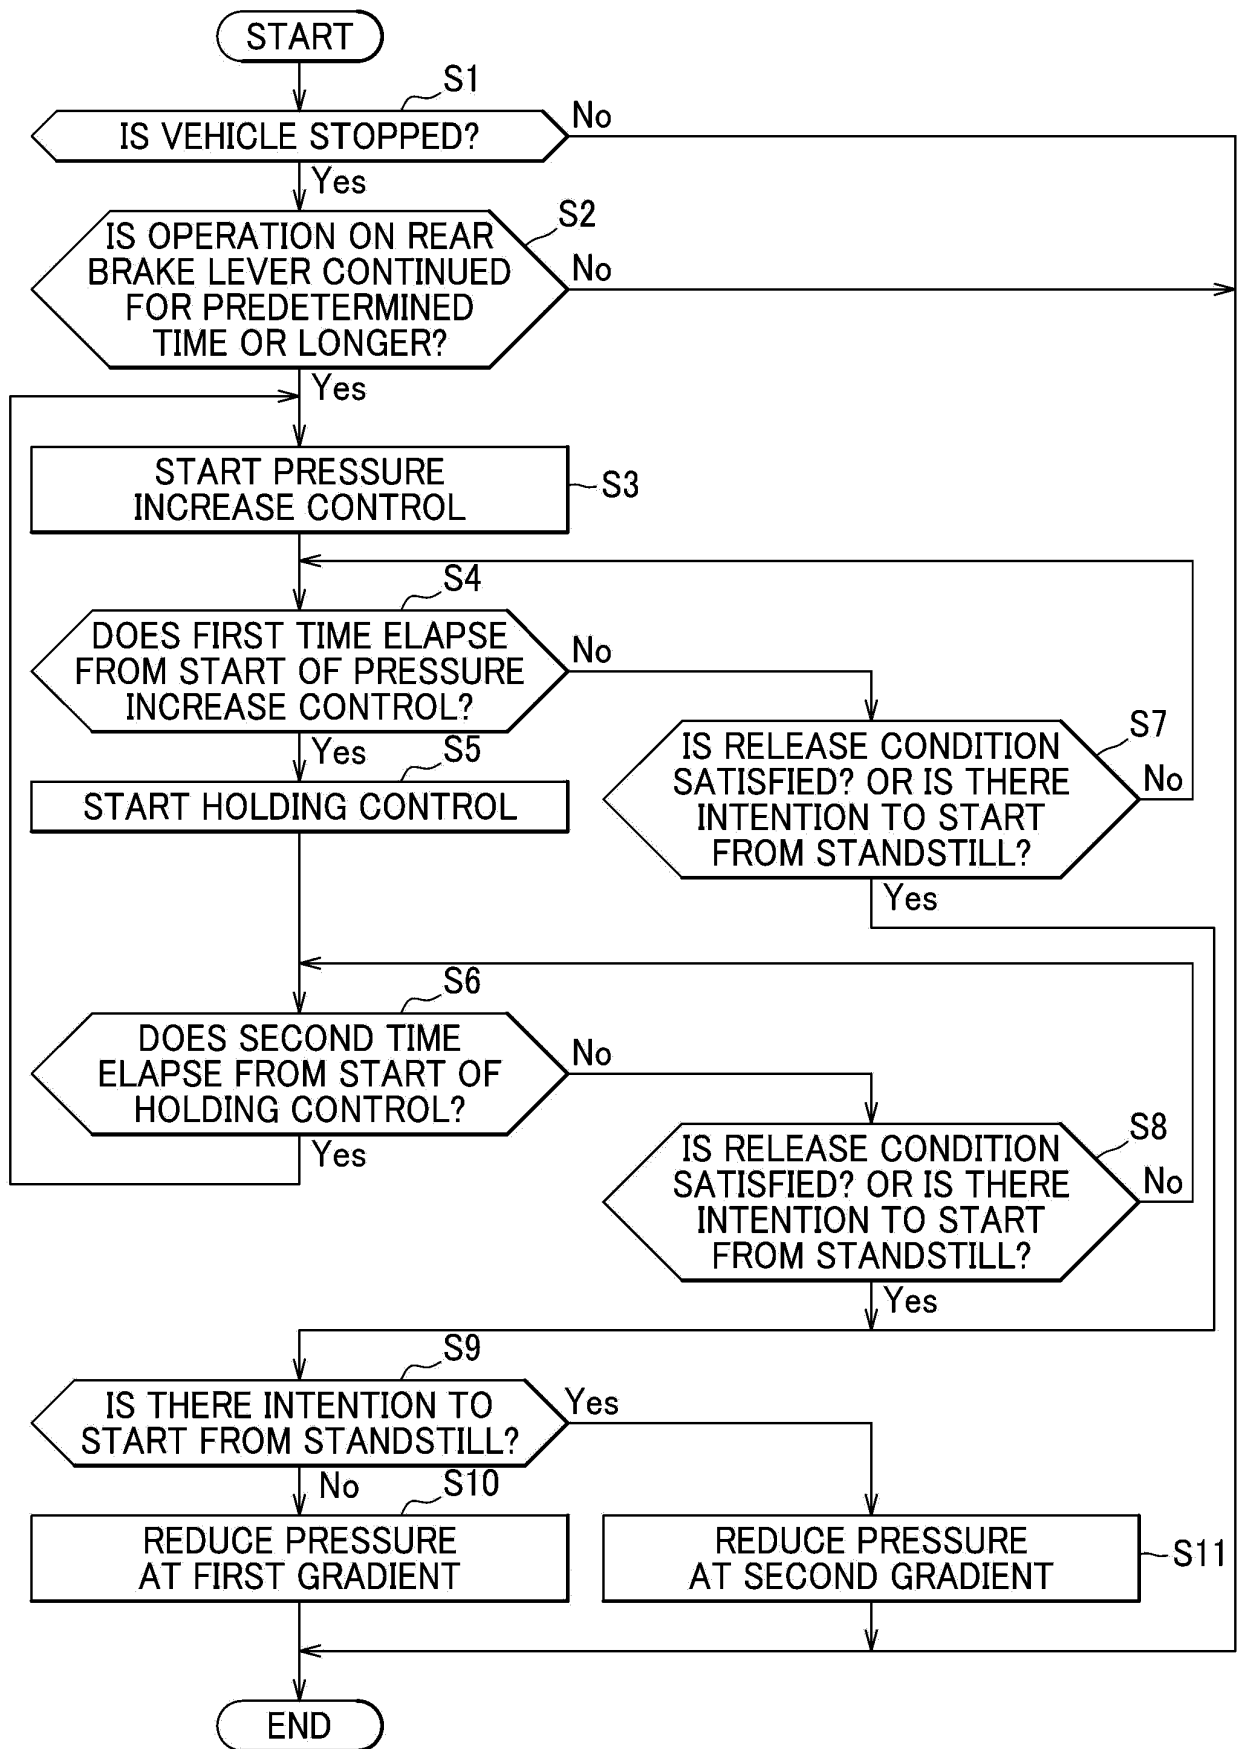 START
S1
IS VEHICLE STOPPED?
No
Yes
S2
IS OPERATION ON REAR
BRAKE LEVER CONTINUED
FOR PREDETERMINED
TIME OR LONGER?
No
Yes
START PRESSURE
INCREASE CONTROL
S3
S4
DOES FIRST TIME ELAPSE
FROM START OF PRESSURE
INCREASE CONTROL?
No
Yes
S5
START HOLDING CONTROL
S7
IS RELEASE CONDITION
SATISFIED? OR IS THERE
INTENTION TO START
FROM STANDSTILL?
No
Yes
S6
DOES SECOND TIME
ELAPSE FROM START OF
HOLDING CONTROL?
No
Yes
S8
IS RELEASE CONDITION
SATISFIED? OR IS THERE
INTENTION TO START
FROM STANDSTILL?
No
Yes
S9
IS THERE INTENTION TO
START FROM STANDSTILL?
Yes
No
S10
REDUCE PRESSURE
AT FIRST GRADIENT
REDUCE PRESSURE
AT SECOND GRADIENT
S11
END